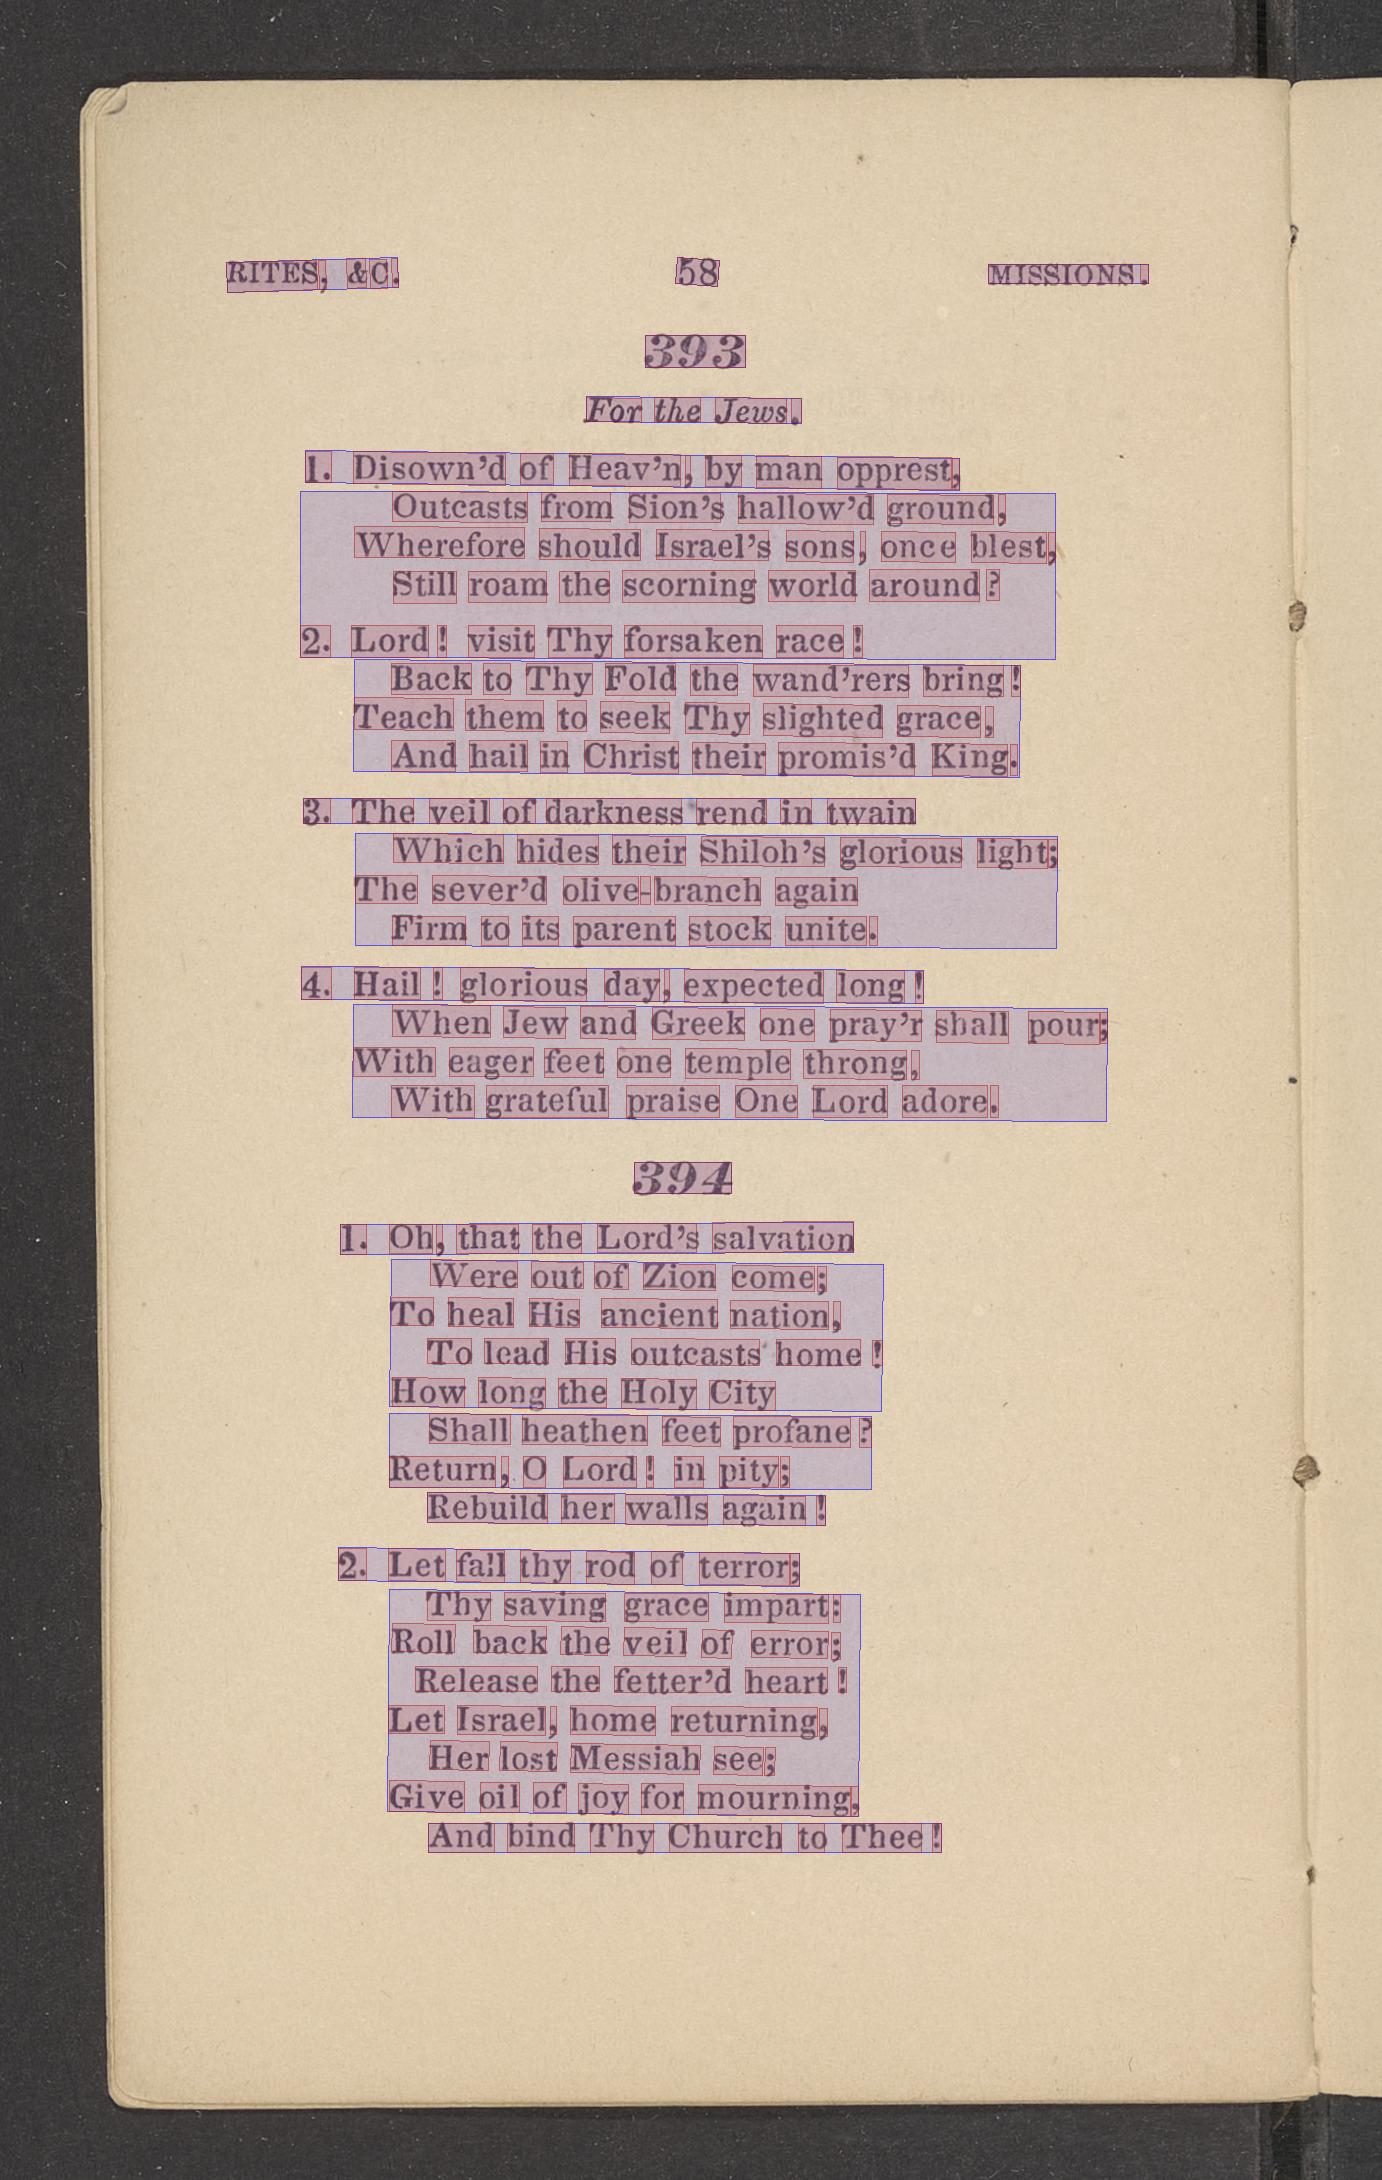 RITES, &C. 58 MISSIONS.
393
For the Jews.
1. Disown'd of Heav'n, by man opprest,
Outcasts from Sion's hallow'd ground,
Wherefore should Israel's sons, once blest,
Still roam the scorning world around?
2. Lord! visit Thy forsaken race!
Back to Thy Fold the wand'rers bring!
Teach them to seek Thy slighted grace,
And hail in Christ their promis'd King.
3. The veil of darkness rend in twain
Which hides their Shiloh's glorious light;
The sever'd olive-branch again
Firm to its parent stock unite.
4. Hail! glorious day, expected long!
When Jew and Greek one pray'r shall pour;
With eager feet one temple throng,
With grateful praise One Lord adore.
394
1. Oh, that the Lord's salvation
Were out of Zion come;
To heal His ancient nation,
To lead His outcasts home!
How long the Holy City
Shall heathen feet profane?
Return, O Lord! in pity;
Rebuild her walls again!
2. Let fall thy rod of terror;
Thy saving grace impart:
Roll back the veil of error;
Release the fetter'd heart!
Let Israel, home returning,
Her lost Messiah see;
Give oil of joy for mourning,
And bind Thy Church to Thee!